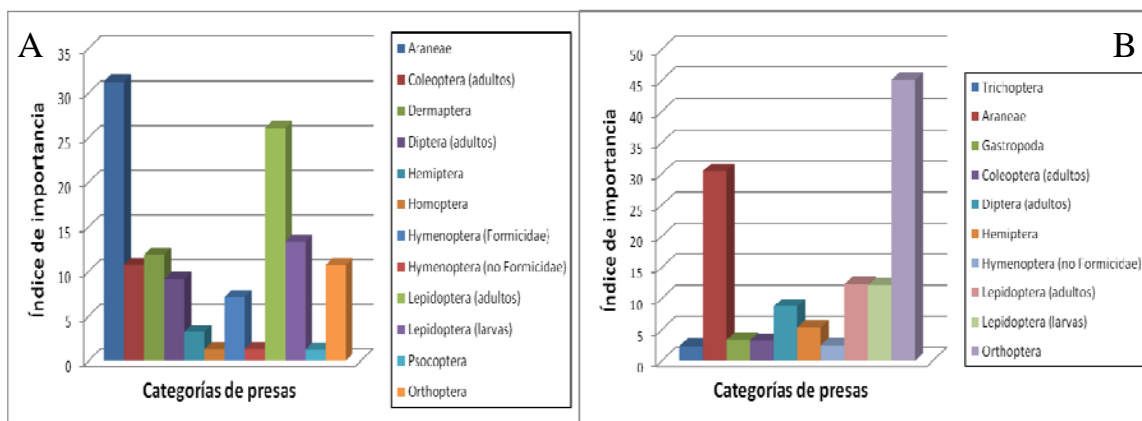 A
Índice de importancia
35
30
25
20
15
10
5
0
Categorías de presas
Araneae
Coleoptera (adultos)
Dermaptera
Diptera (adultos)
Hemiptera
Homoptera
Hymenoptera (Formicidae)
Hymenoptera (no Formicidae)
Lepidoptera (adultos)
Lepidoptera (larvas)
Psocoptera
Orthoptera
B
Índice de importancia
50
45
40
35
30
25
20
15
10
5
0
Categorías de presas
Trichoptera
Araneae
Gastropoda
Coleoptera (adultos)
Diptera (adultos)
Hemiptera
Hymenoptera (no Formicidae)
Lepidoptera (adultos)
Lepidoptera (larvas)
Orthoptera